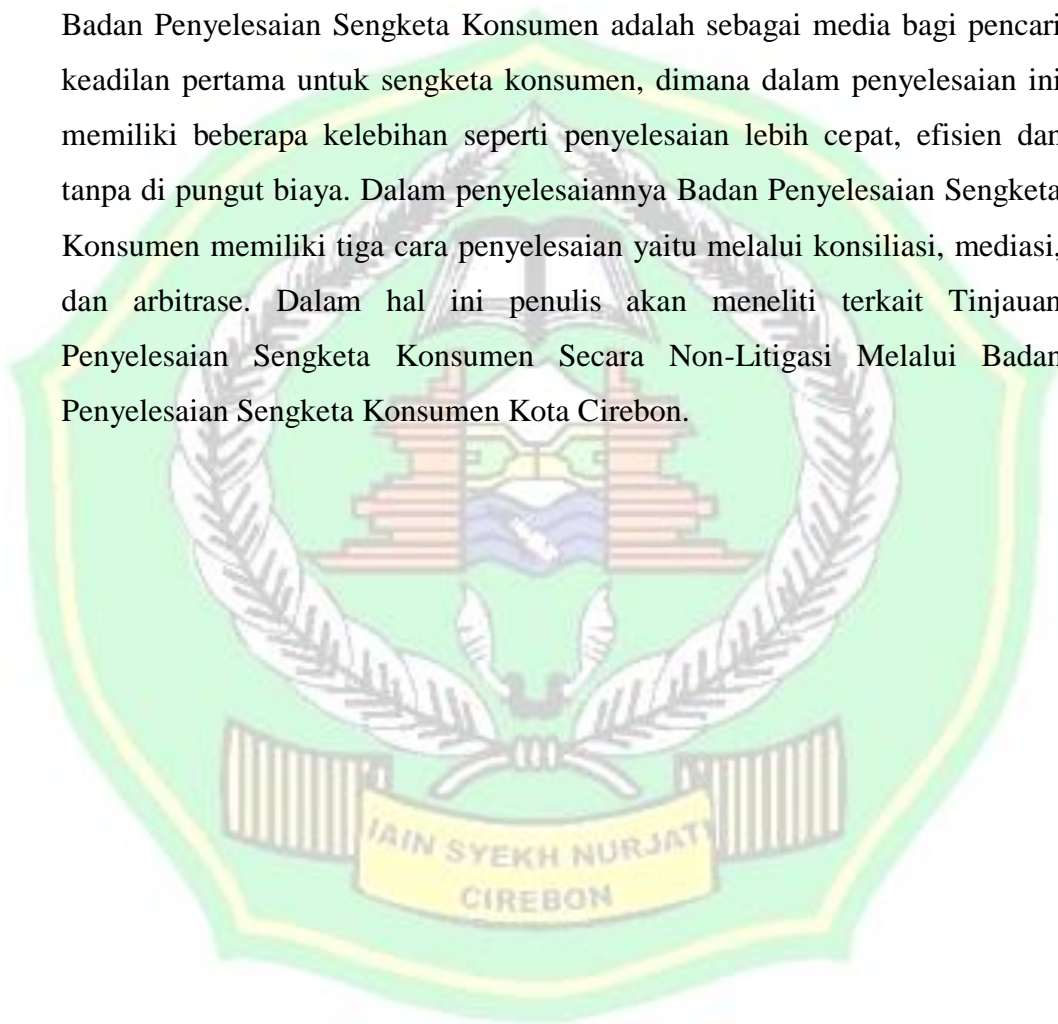 Badan Penyelesaian Sengketa Konsumen adalah sebagai media bagi pencari
keadilan pertama untuk sengketa konsumen, dimana dalam penyelesaian ini
memiliki beberapa kelebihan seperti penyelesaian lebih cepat, efisien dan
tanpa di pungut biaya. Dalam penyelesaiannya Badan Penyelesaian Sengketa
Konsumen memiliki tiga cara penyelesaian yaitu melalui konsiliasi, mediasi,
dan arbitrase. Dalam hal ini penulis akan meneliti terkait Tinjauan
Penyelesaian Sengketa Konsumen Secara Non-Litigasi Melalui Badan
Penyelesaian Sengketa Konsumen Kota Cirebon.
IAIN SYEKH NURJATI
CIREBON